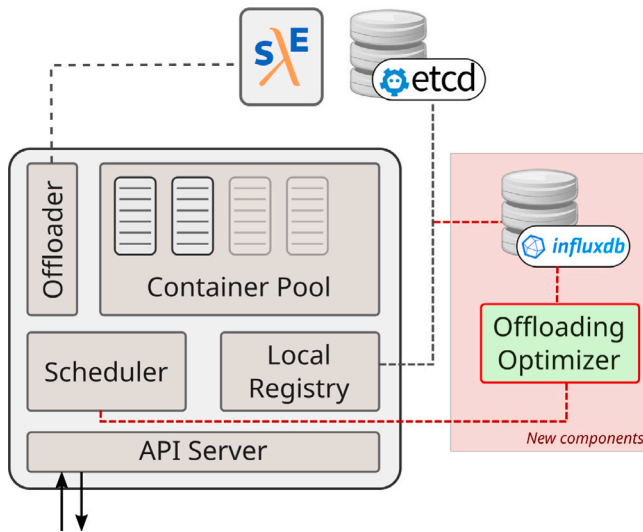 SλE
etcd
Offloader
Container Pool
influxdb
Offloading
Optimizer
Scheduler
Local
Registry
API Server
New components